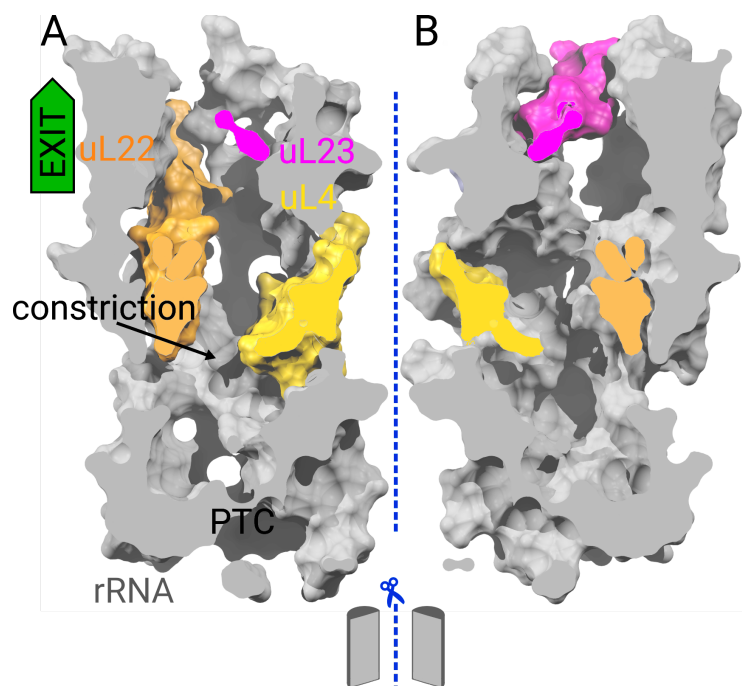 A
B
EXIT
uL22
uL23
uL4
constriction
PTC
rRNA